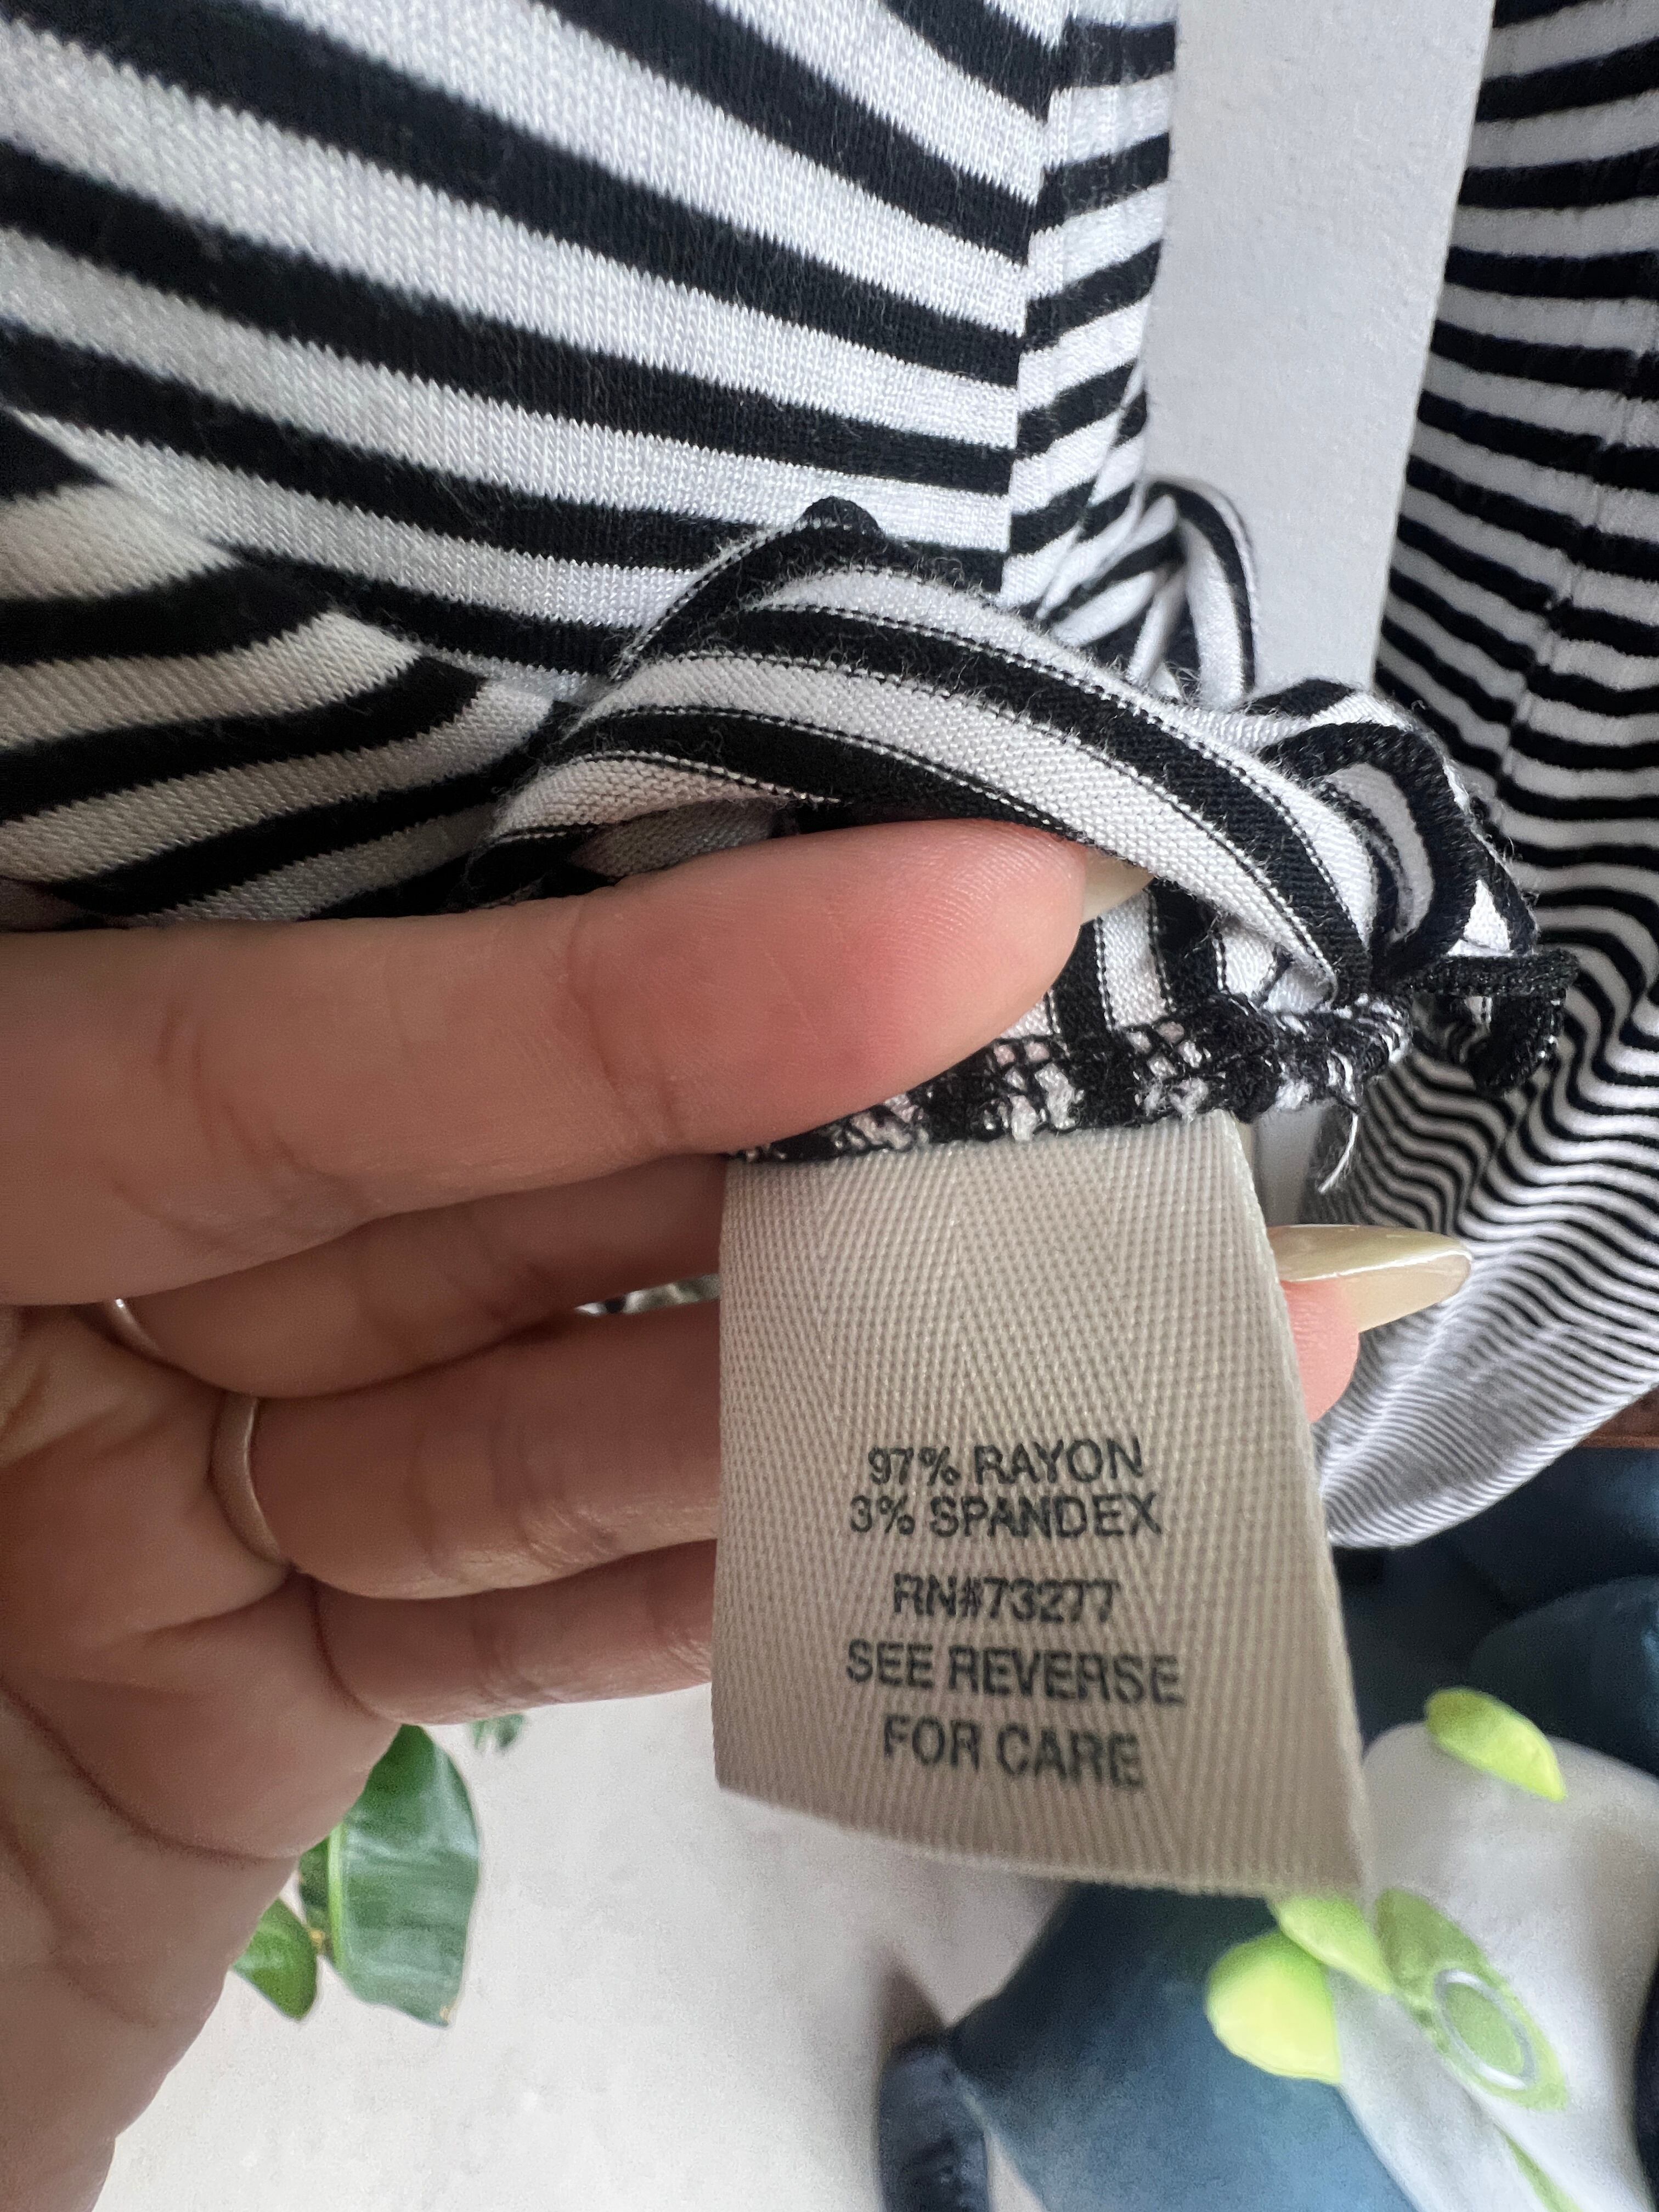 97% RAYON
3% SPANDEX
RN#73277
SEE REVERSE
FOR CARE